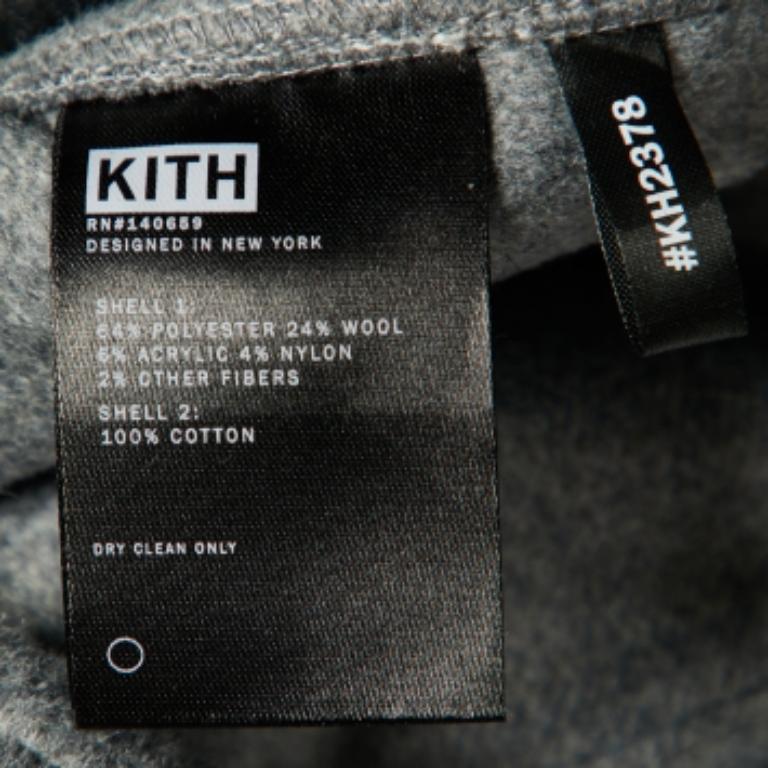 KITH
RN#140659
DESIGNED IN NEW YORK
SHELL 1:
64% POLYESTER 24% WOOL
6% ACRYLIC 4% NYLON
2% OTHER FIBERS
SHELL 2:
100% COTTON
DRY CLEAN ONLY
#KH2378